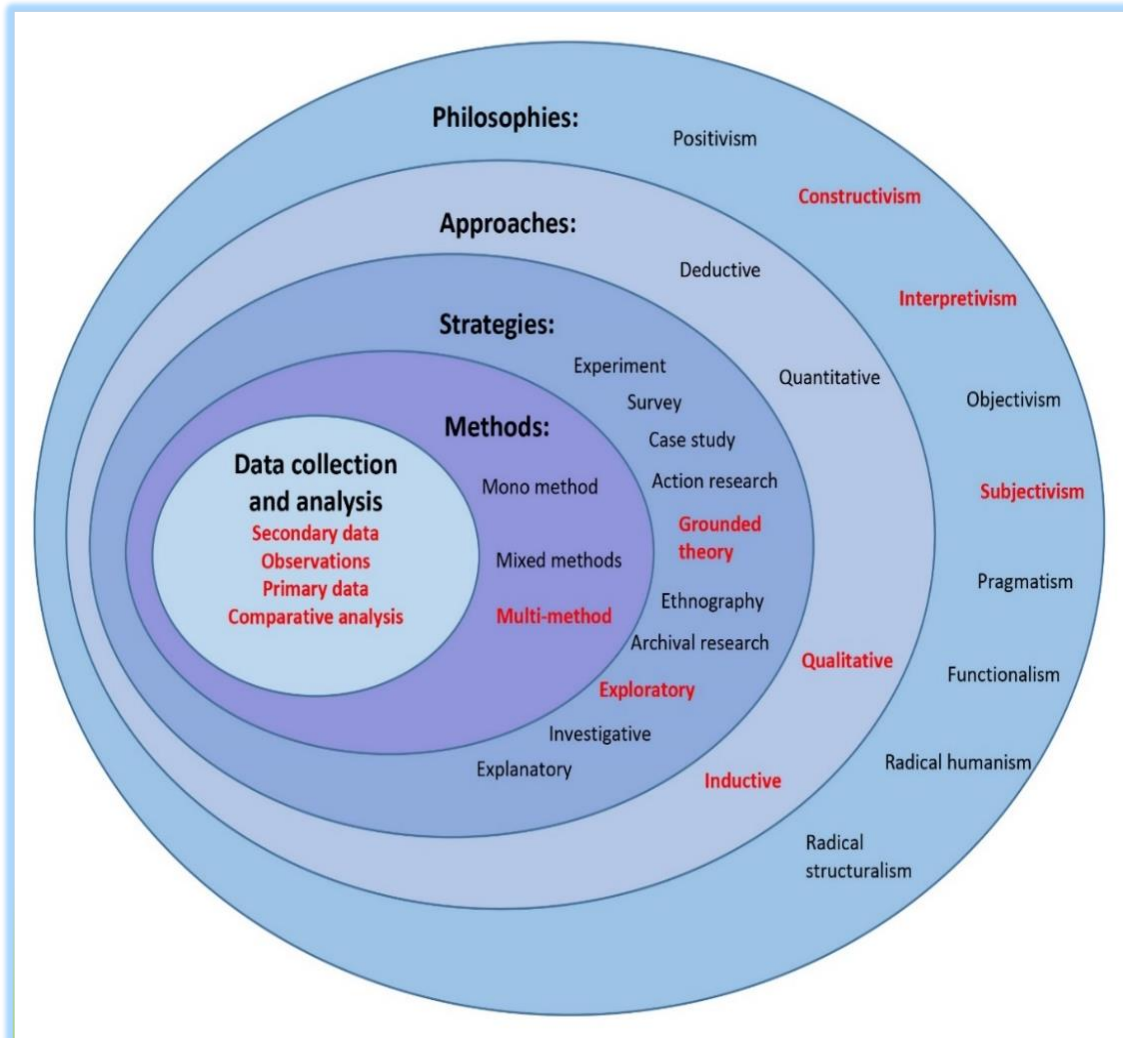 Philosophies:
Positivism
Constructivism
Interpretivism
Objectivism
Subjectivism
Pragmatism
Functionalism
Radical humanism
Radical
structuralism
Approaches:
Deductive
Quantitative
Qualitative
Inductive
Strategies:
Experiment
Survey
Case study
Action research
Grounded
theory
Ethnography
Archival research
Exploratory
Investigative
Explanatory
Methods:
Mono method
Mixed methods
Multi-method
Data collection
and analysis
Secondary data
Observations
Primary data
Comparative analysis